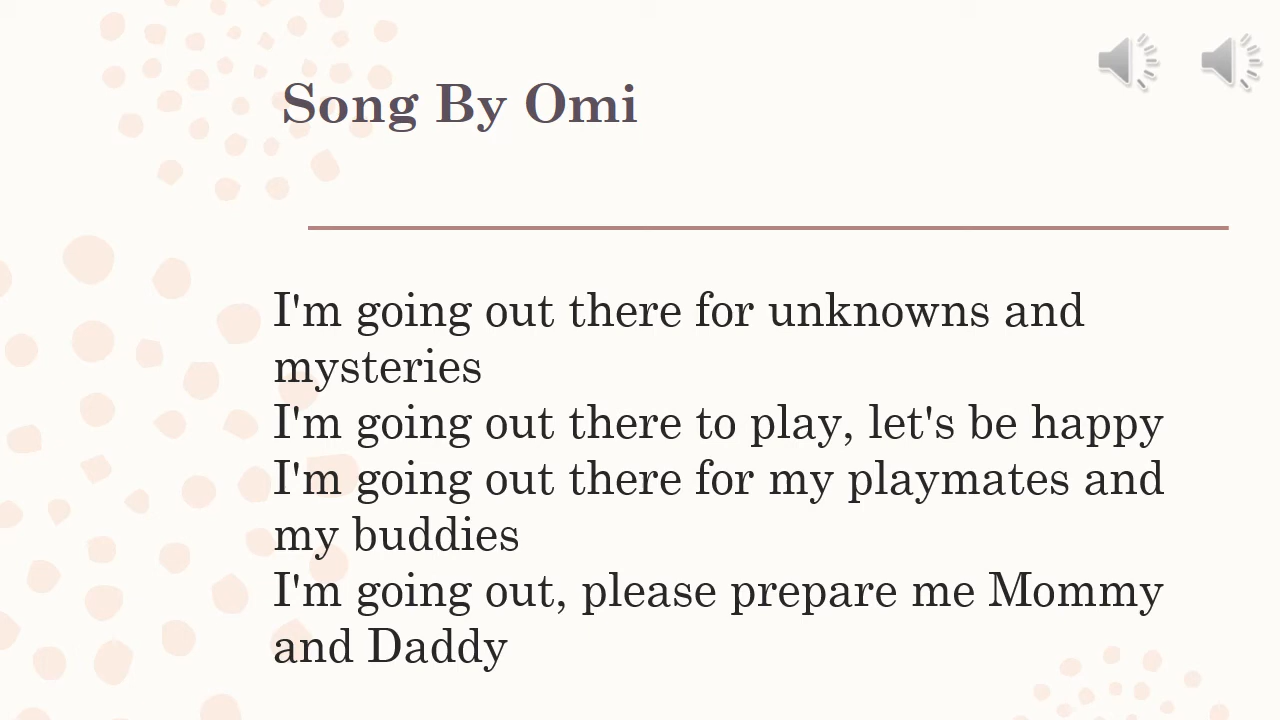 Song By Omi
I'm going out there for unknowns and
mysteries
I'm going out there to play, let's be happy
I'm going out there for my playmates and
my buddies
I'm going out, please prepare me Mommy
and Daddy